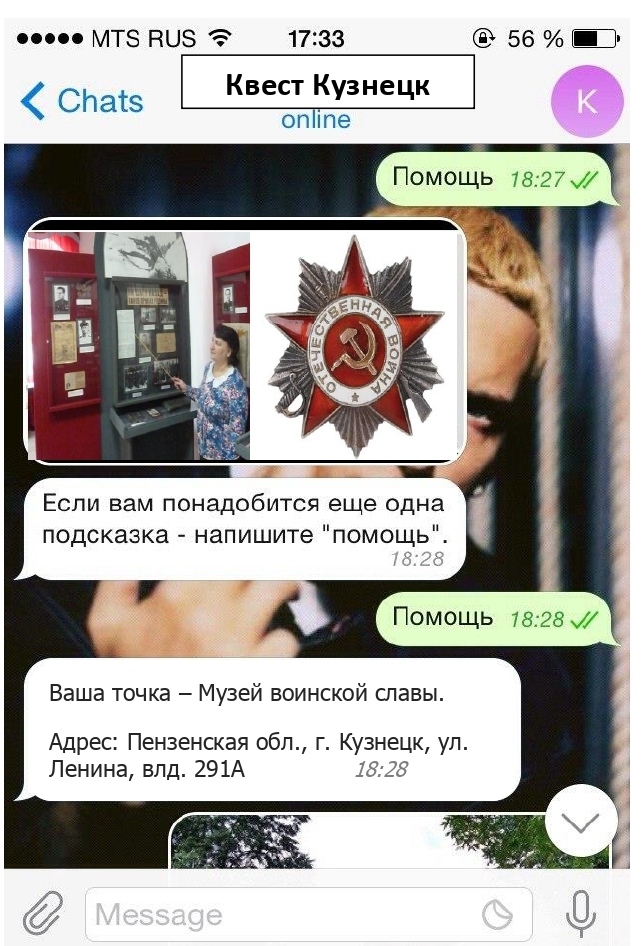 ●●●●● MTS RUS 17:33 56 %
Chats
Квест Кузнецк
online
K
Помощь 18:27
ОТЕЧЕСТВЕННАЯ ВОЙНА
Если вам понадобится еще одна
подсказка - напишите "помощь".
18:28
Помощь 18:28
Ваша точка – Музей воинской славы.
Адрес: Пензенская обл., г. Кузнецк, ул.
Ленина, влд. 291А 18:28
Message